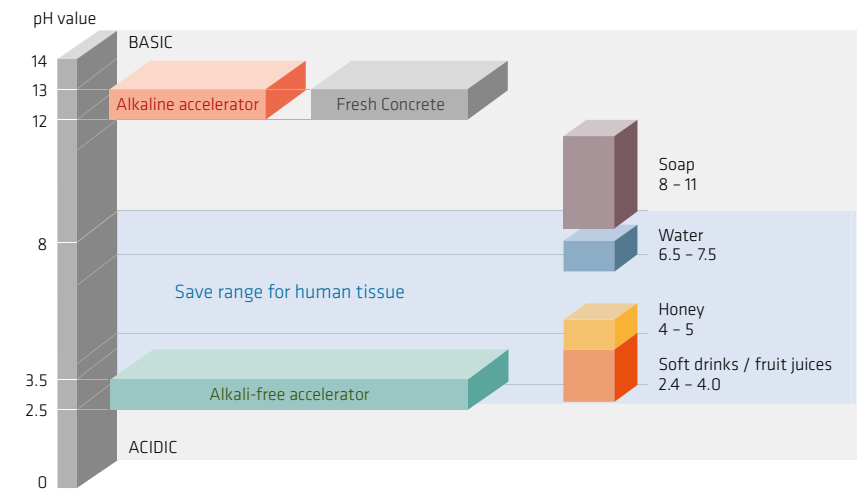 pH value
BASIC
14
13
Alkaline accelerator
Fresh Concrete
12
Soap
8 – 11
8
Water
6.5 – 7.5
Save range for human tissue
Honey
4 – 5
Soft drinks / fruit juices
2.4 – 4.0
3.5
Alkali-free accelerator
2.5
ACIDIC
0